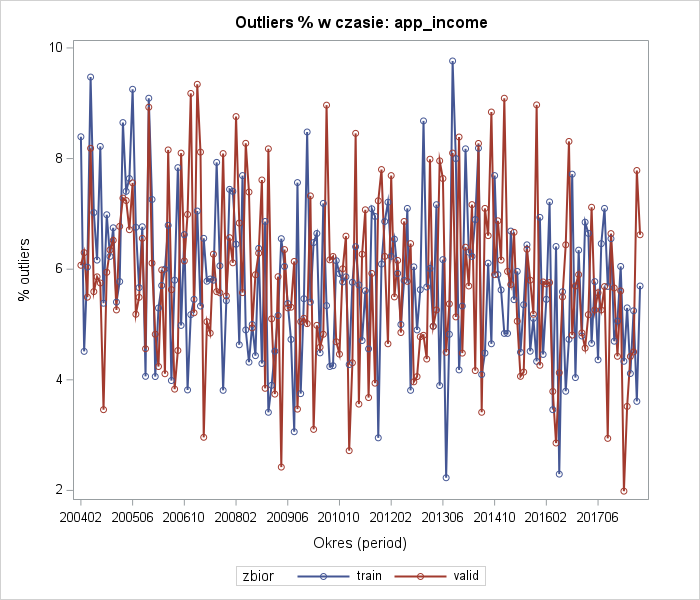 Outliers % w czasie: app_income
% outliers
10
8
6
4
2
200402 200506 200610 200802 200906 201010 201202 201306 201410 201602 201706
Okres (period)
zbior train valid